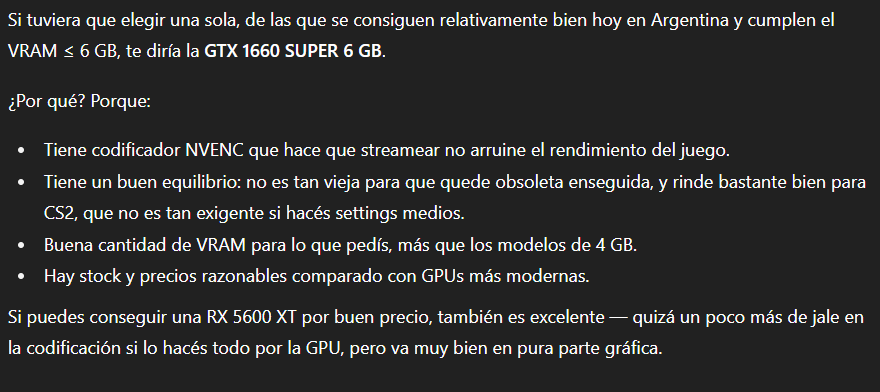 Si tuviera que elegir una sola, de las que se consiguen relativamente bien hoy en Argentina y cumplen el
VRAM ≤ 6 GB, te diría la GTX 1660 SUPER 6 GB.
¿Por qué? Porque:
• Tiene codificador NVENC que hace que streamear no arruine el rendimiento del juego.
• Tiene un buen equilibrio: no es tan vieja para que quede obsoleta enseguida, y rinde bastante bien para
CS2, que no es tan exigente si hacés settings medios.
• Buena cantidad de VRAM para lo que pedís, más que los modelos de 4 GB.
• Hay stock y precios razonables comparado con GPUs más modernas.
Si puedes conseguir una RX 5600 XT por buen precio, también es excelente — quizá un poco más de jale en
la codificación si lo hacés todo por la GPU, pero va muy bien en pura parte gráfica.